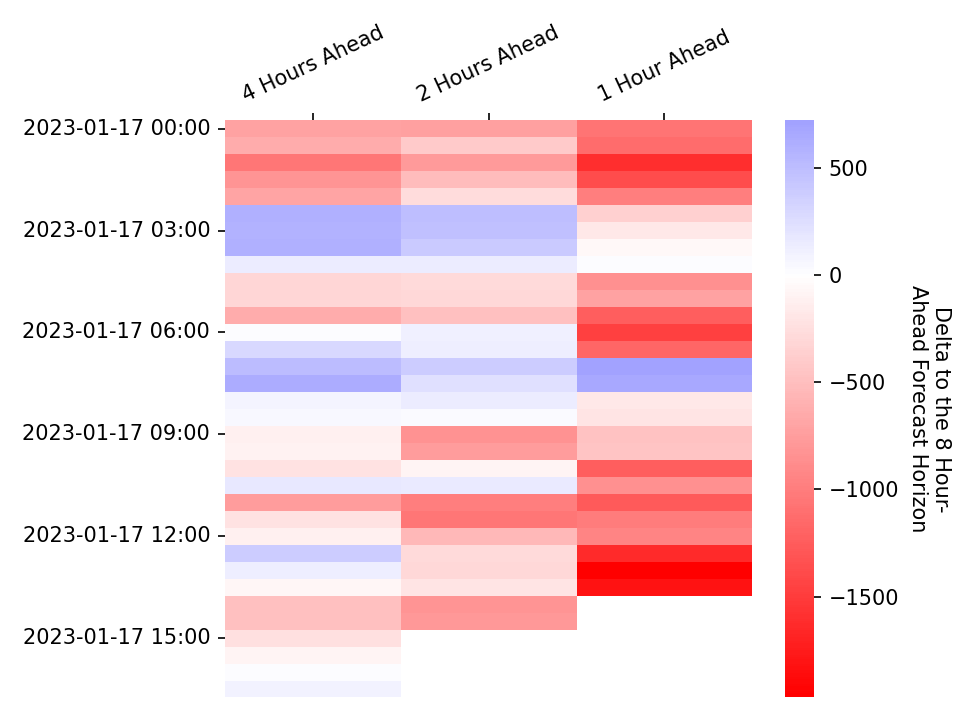 4 Hours Ahead
2 Hours Ahead
1 Hour Ahead
2023-01-17 00:00
2023-01-17 03:00
2023-01-17 06:00
2023-01-17 09:00
2023-01-17 12:00
2023-01-17 15:00
500
0
−500
−1000
−1500
Delta to the 8 Hour-
Ahead Forecast Horizon